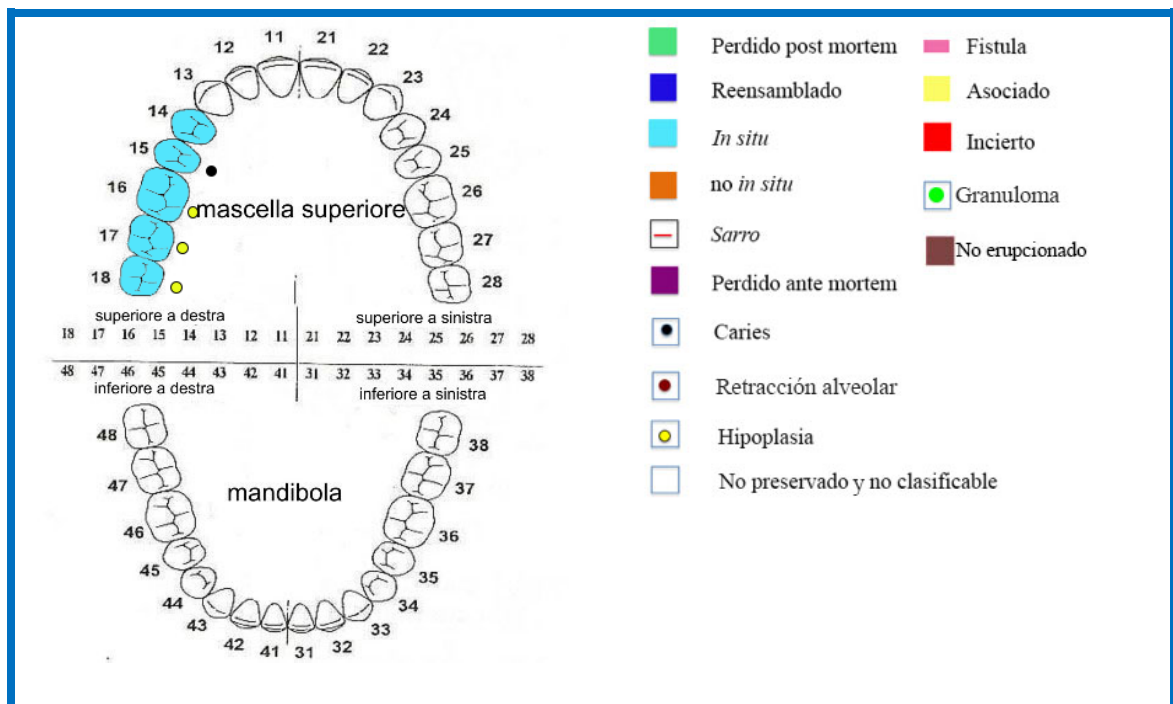 11 21
12 22
13 23
14 24
15 25
16 26
17 27
18 28
mascella superiore
superiore a destra superiore a sinistra
18 17 16 15 14 13 12 11 21 22 23 24 25 26 27 28
48 47 46 45 44 43 42 41 31 32 33 34 35 36 37 38
inferiore a destra inferiore a sinistra
48 38
47 37
mandibola
46 36
45 35
44 34
43 33
42 41 31 32
Perdido post mortem
Reensamblado
In situ
no in situ
Sarro
Perdido ante mortem
Caries
Retracción alveolar
Hipoplasia
No preservado y no clasificable
Fistula
Asociado
Incierto
Granuloma
No erupcionado